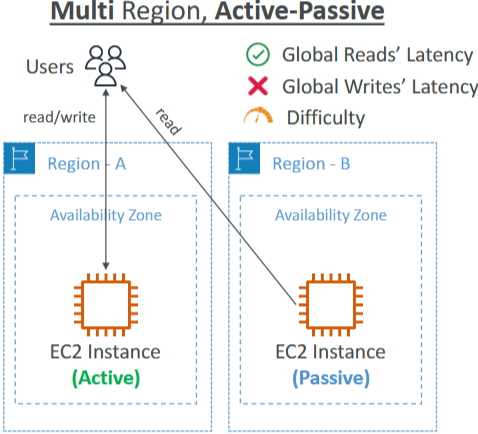 Multi Region, Active-Passive
Users
Global Reads' Latency
Global Writes' Latency
Difficulty
read/write
read
Region - A
Region - B
Availability Zone
Availability Zone
EC2 Instance
(Active)
EC2 Instance
(Passive)